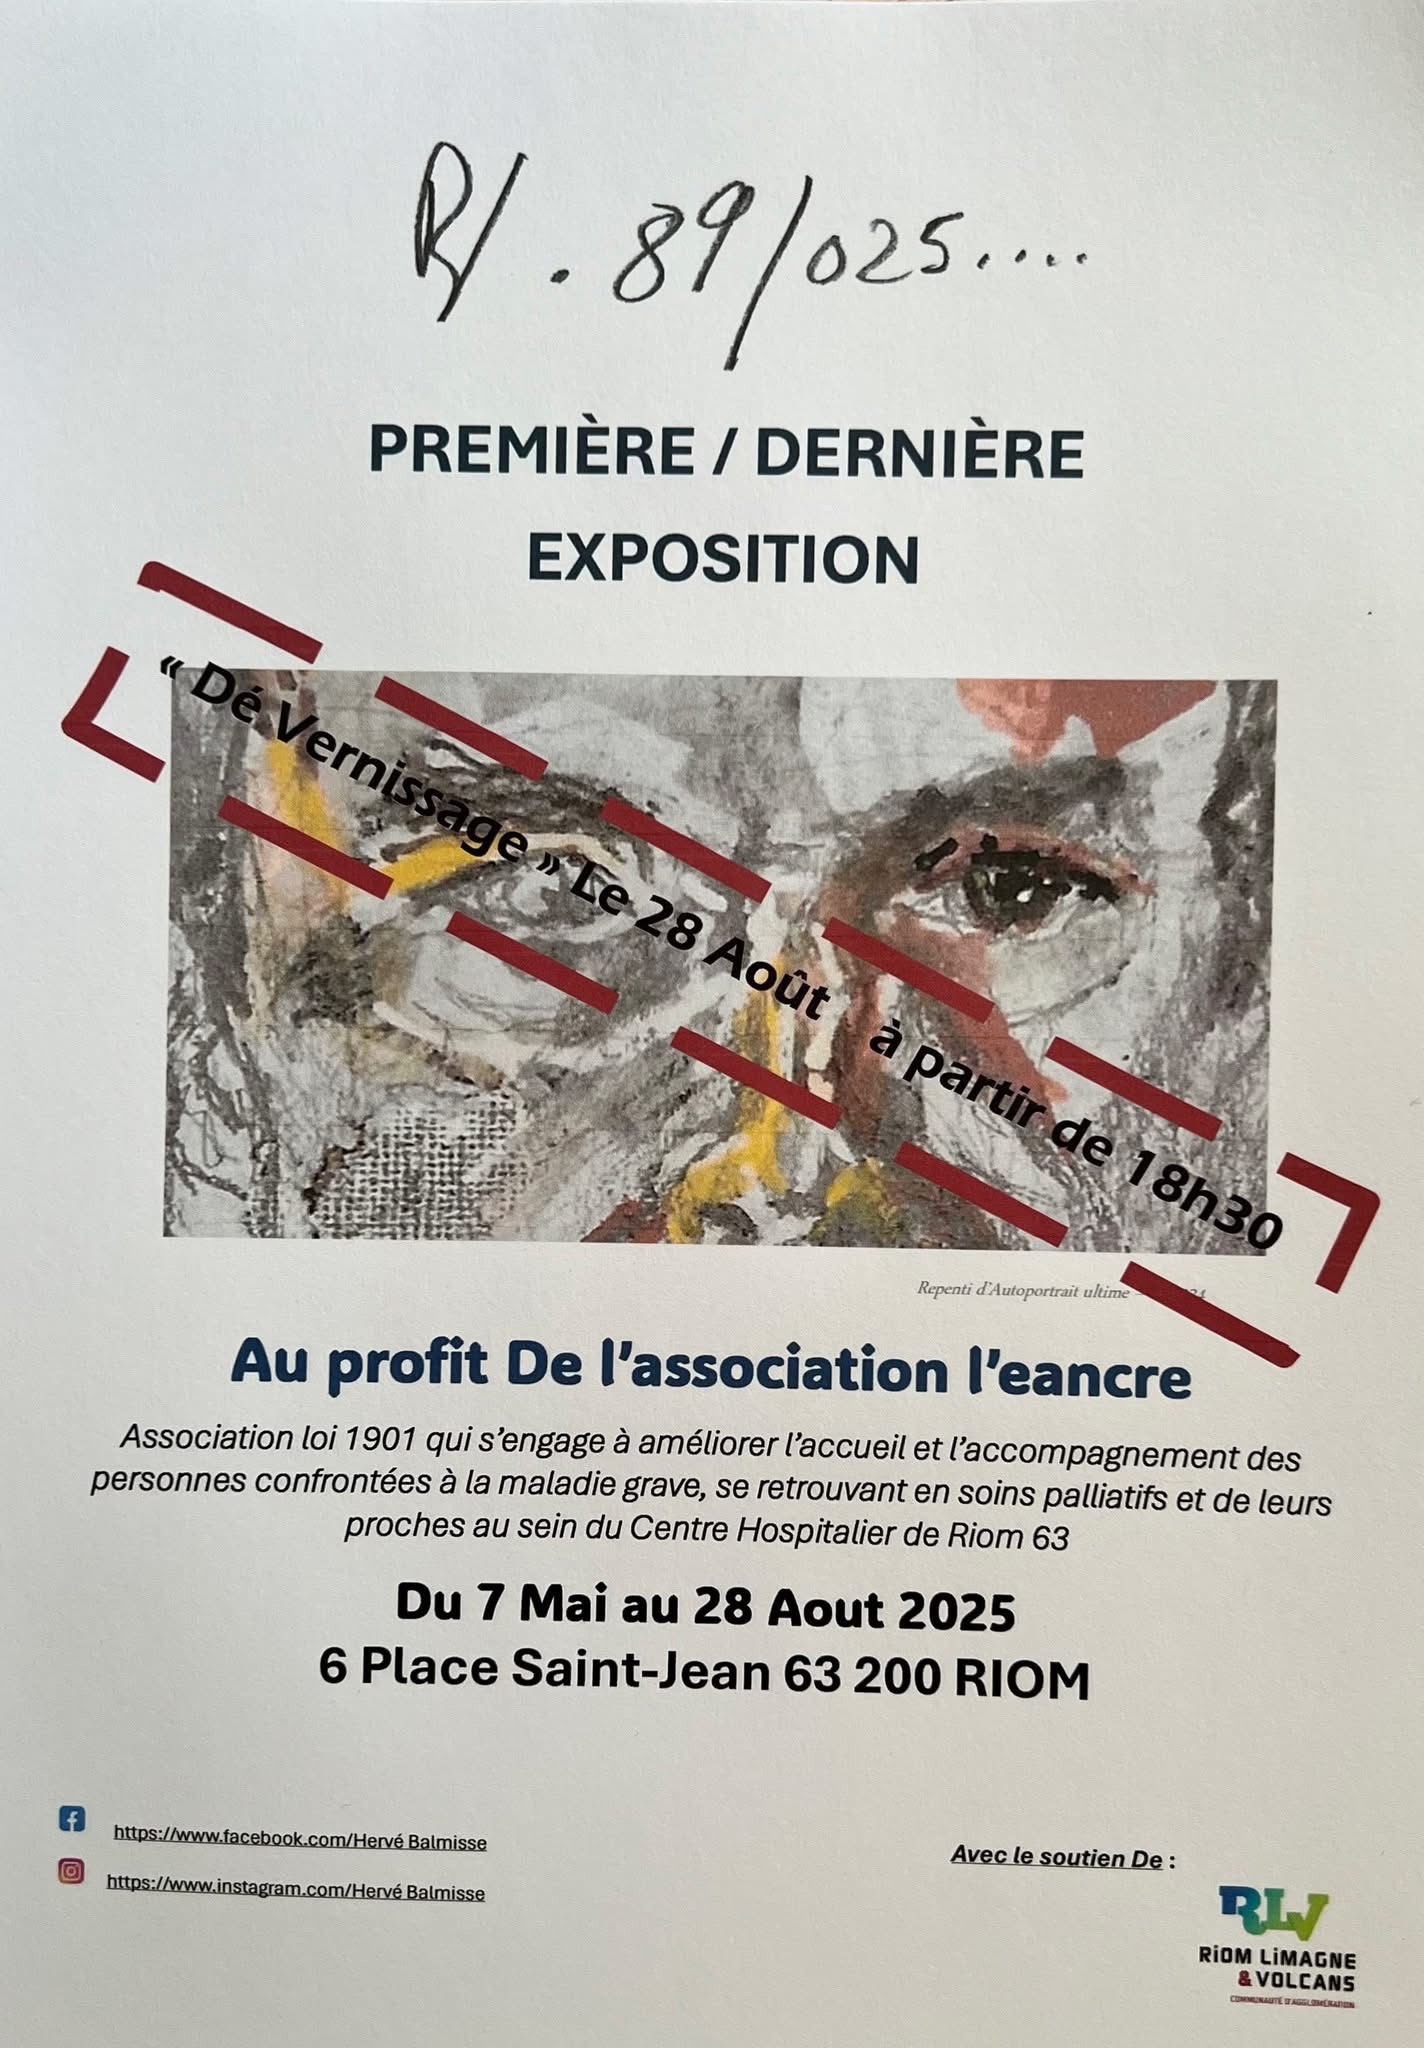 R/. 89/025....
PREMIÈRE / DERNIÈRE
EXPOSITION
« Dé Vernissage » Le 28 Août à partir de 18h30
Repenti d'Autoportrait ultime
Au profit De l'association l'eancre
Association loi 1901 qui s'engage à améliorer l'accueil et l'accompagnement des
personnes confrontées à la maladie grave, se retrouvant en soins palliatifs et de leurs
proches au sein du Centre Hospitalier de Riom 63
Du 7 Mai au 28 Aout 2025
6 Place Saint-Jean 63 200 RIOM
https://www.facebook.com/Hervé Balmisse
https://www.instagram.com/Hervé Balmisse
Avec le soutien De :
RLV
RiOM LiMAGNE
& VOLCANS
COMMUNAUTÉ D'AGGLOMÉRATION